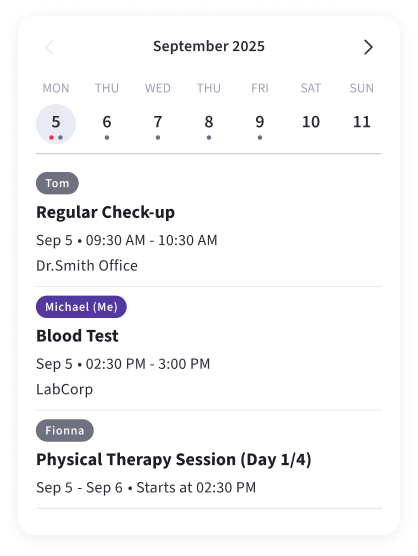 September 2025
MON THU WED THU FRI SAT SUN
5 6 7 8 9 10 11
Tom
Regular Check-up
Sep 5 • 09:30 AM - 10:30 AM
Dr.Smith Office
Michael (Me)
Blood Test
Sep 5 • 02:30 PM - 3:00 PM
LabCorp
Fionna
Physical Therapy Session (Day 1/4)
Sep 5 - Sep 6 • Starts at 02:30 PM